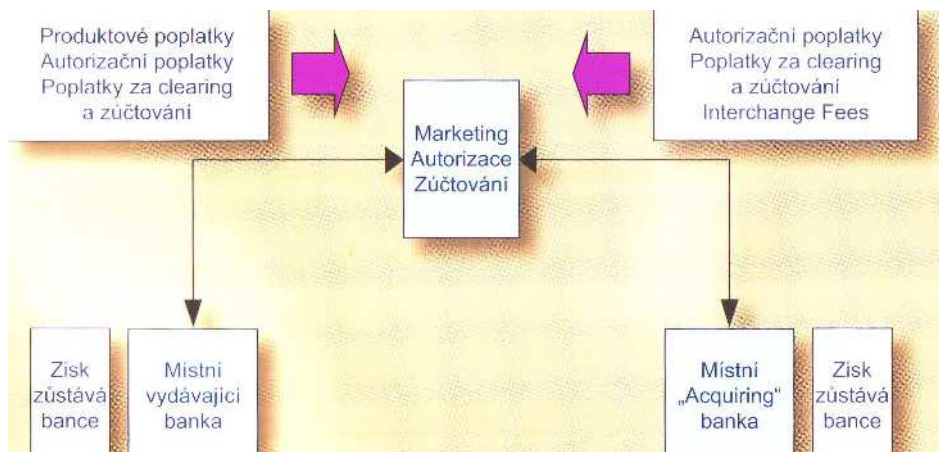 Produktové poplatky
Autorizační poplatky
Poplatky za clearing
a zúčtování
Autorizační poplatky
Poplatky za clearing
a zúčtování
Interchange Fees
Marketing
Autorizace
Zúčtování
Zisk
zůstává
bance
Místní
vydávající
banka
Místní
„Acquiring“
banka
Zisk
zůstává
bance